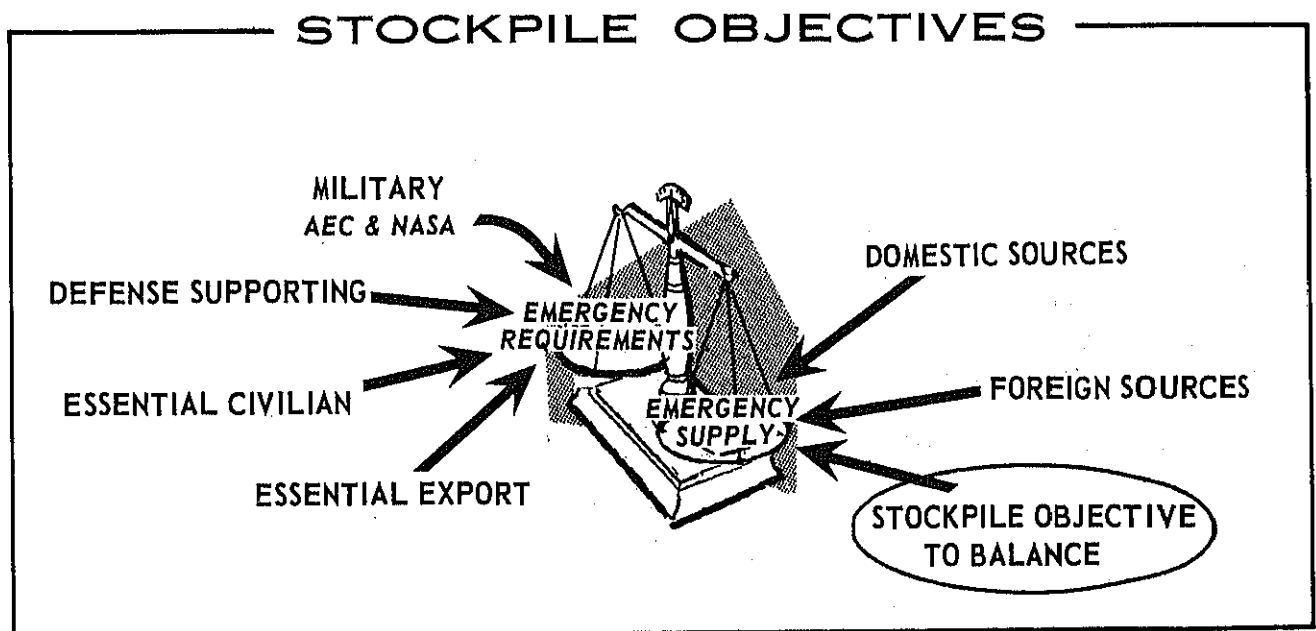 STOCKPILE OBJECTIVES
MILITARY
AEC & NASA
DEFENSE SUPPORTING
ESSENTIAL CIVILIAN
ESSENTIAL EXPORT
EMERGENCY
REQUIREMENTS
EMERGENCY
SUPPLY
DOMESTIC SOURCES
FOREIGN SOURCES
STOCKPILE OBJECTIVE
TO BALANCE